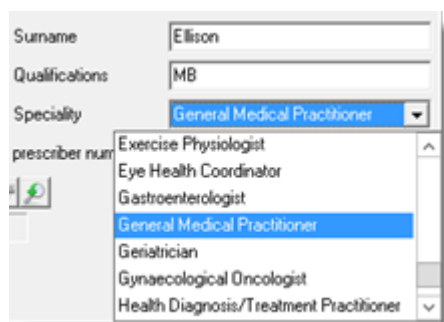 Surname Ellison
Qualifications MB
Speciality General Medical Practitioner
prescriber num
Exercise Physiologist
Eye Health Coordinator
Gastroenterologist
General Medical Practitioner
Geriatrician
Gynaecological Oncologist
Health Diagnosis/Treatment Practitioner